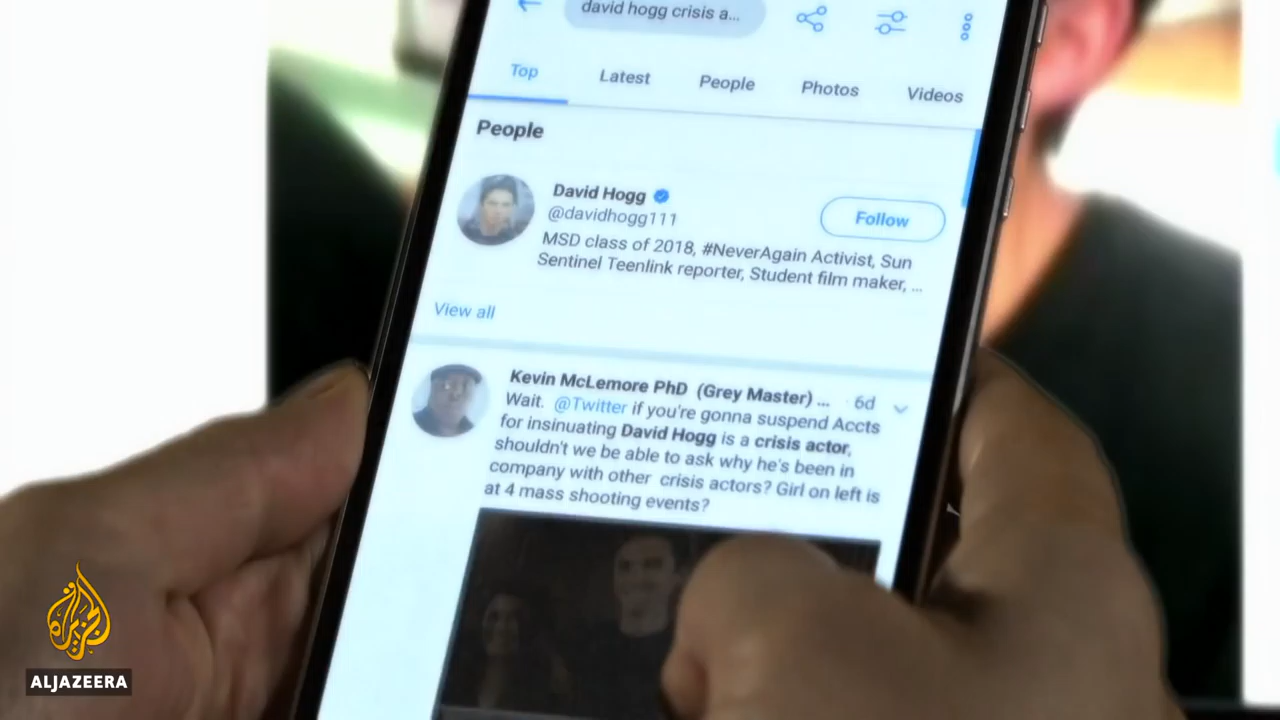 david hogg crisis a...
Top Latest People Photos Videos
People
David Hogg
@davidhogg111
Follow
MSD class of 2018, #NeverAgain Activist, Sun
Sentinel Teenlink reporter, Student film maker, ...
View all
Kevin McLemore PhD (Grey Master) ... · 6d
Wait. @Twitter if you're gonna suspend Accts
for insinuating David Hogg is a crisis actor,
shouldn't we be able to ask why he's been in
company with other crisis actors? Girl on left is
at 4 mass shooting events?
الجزيرة
ALJAZEERA